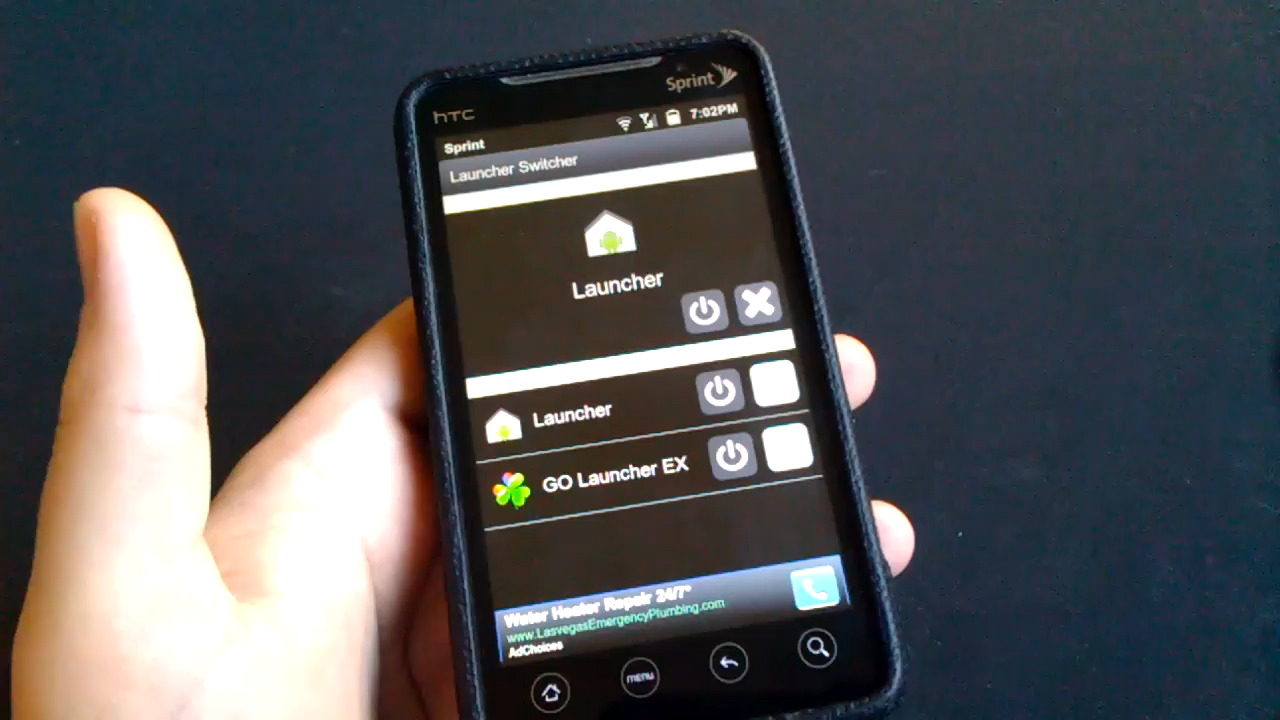 Sprint
hTC
7:02PM
Sprint
Launcher Switcher
Launcher
Launcher
GO Launcher EX
Water Heater Repair 24/7"
www.LasvegasEmergencyPlumbing.com
AdChoices
menu